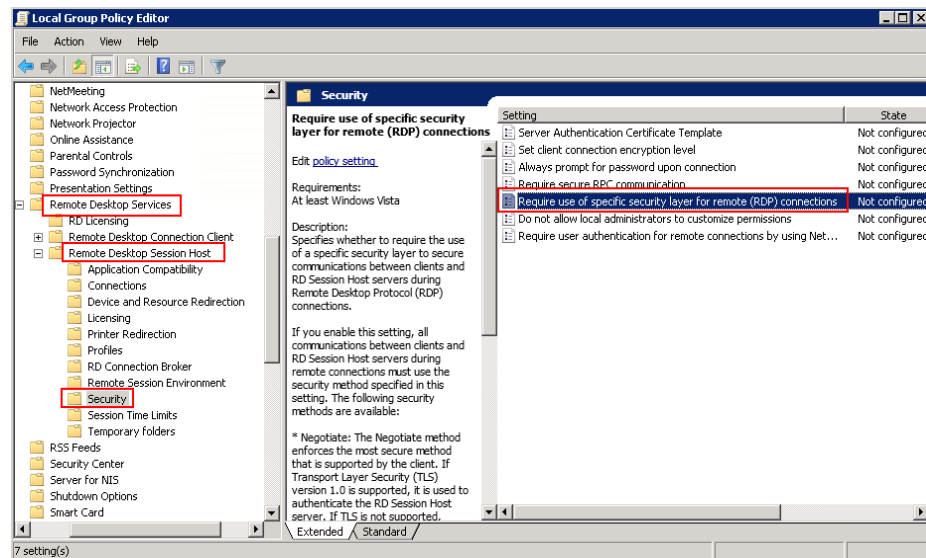 Local Group Policy Editor
File Action View Help
NetMeeting
Network Access Protection
Network Projector
Online Assistance
Parental Controls
Password Synchronization
Presentation Settings
Remote Desktop Services
RD Licensing
Remote Desktop Connection Client
Remote Desktop Session Host
Application Compatibility
Connections
Device and Resource Redirection
Licensing
Printer Redirection
Profiles
RD Connection Broker
Remote Session Environment
Security
Session Time Limits
Temporary folders
RSS Feeds
Security Center
Server for NIS
Shutdown Options
Smart Card
Security
Require use of specific security
layer for remote (RDP) connections
Edit policy setting
Requirements:
At least Windows Vista
Description:
Specifies whether to require the use
of a specific security layer to secure
communications between clients and
RD Session Host servers during
Remote Desktop Protocol (RDP)
connections.
If you enable this setting, all
communications between clients and
RD Session Host servers during
remote connections must use the
security method specified in this
setting. The following security
methods are available:
* Negotiate: The Negotiate method
enforces the most secure method
that is supported by the client. If
Transport Layer Security (TLS)
version 1.0 is supported, it is used to
authenticate the RD Session Host
server. If TLS is not supported,
Setting State
Server Authentication Certificate Template Not configured
Set client connection encryption level Not configured
Always prompt for password upon connection Not configured
Require secure RPC communication Not configured
Require use of specific security layer for remote (RDP) connections Not configured
Do not allow local administrators to customize permissions Not configured
Require user authentication for remote connections by using Net... Not configured
Extended Standard
7 setting(s)